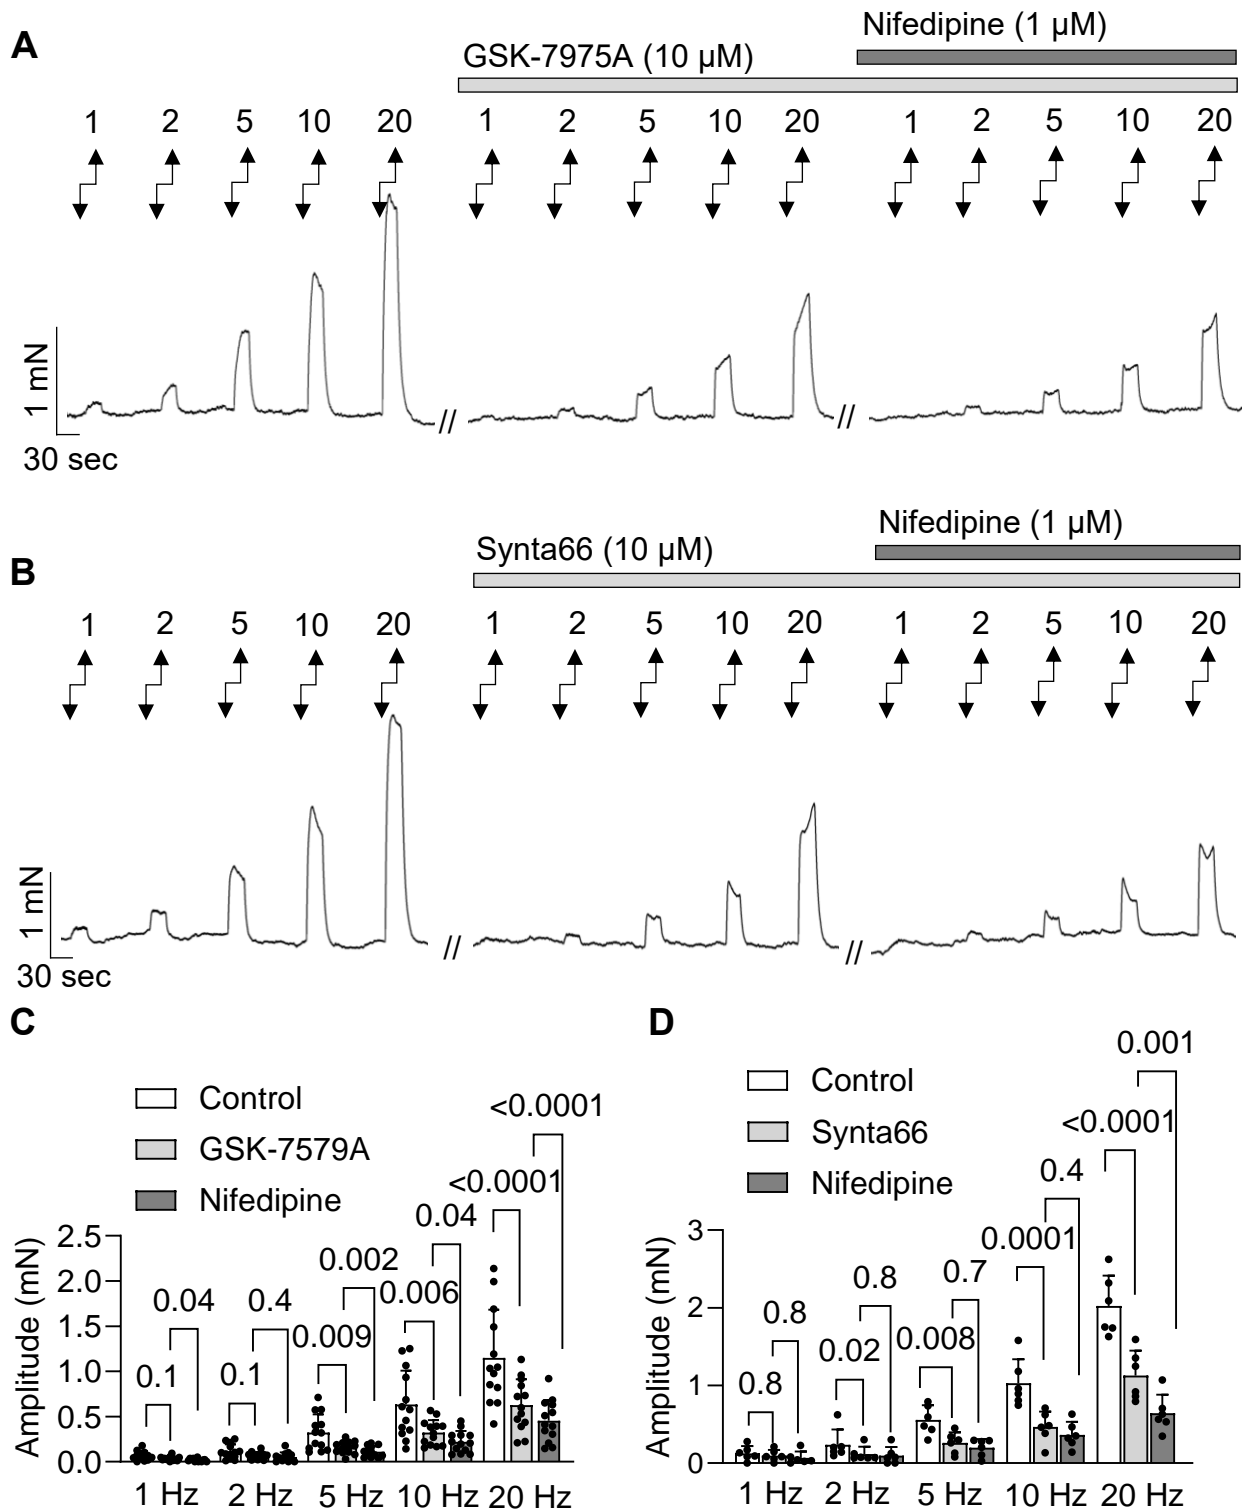 A
Nifedipine (1 µM)
GSK-7975A (10 µM)
1 2 5 10 20 1 2 5 10 20 1 2 5 10 20
1 mN
30 sec
//
//
B
Nifedipine (1 µM)
Synta66 (10 µM)
1 2 5 10 20 1 2 5 10 20 1 2 5 10 20
1 mN
30 sec
//
//
C
Control
GSK-7579A
Nifedipine
<0.0001
<0.0001
0.04
0.006
0.002
0.009
0.4
0.1
0.04
0.1
Amplitude (mN)
2.5
2.0
1.5
1.0
0.5
0.0
1 Hz 2 Hz 5 Hz 10 Hz 20 Hz
D
Control
Synta66
Nifedipine
0.001
<0.0001
0.4
0.0001
0.7
0.008
0.8
0.02
0.8
0.8
Amplitude (mN)
3
2
1
0
1 Hz 2 Hz 5 Hz 10 Hz 20 Hz